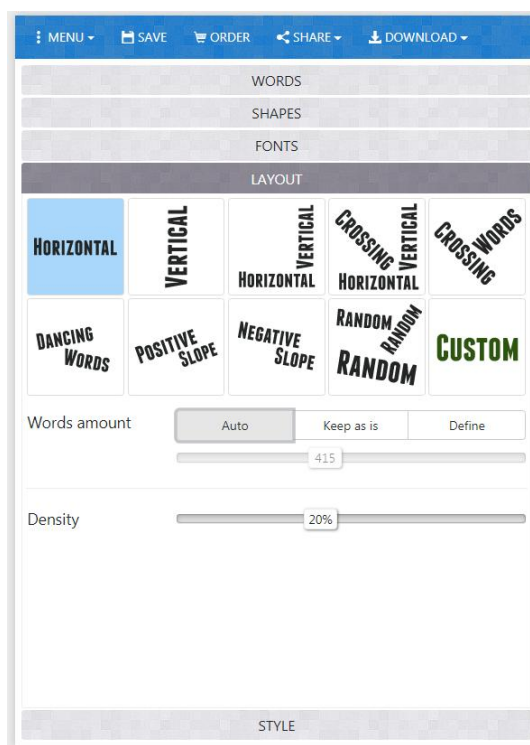 MENU SAVE ORDER SHARE DOWNLOAD
WORDS
SHAPES
FONTS
LAYOUT
HORIZONTAL
VERTICAL
HORIZONTAL VERTICAL
CROSSING HORIZONTAL VERTICAL
CROSSING WORDS
DANCING
WORDS
POSITIVE
SLOPE
NEGATIVE
SLOPE
RANDOM RANDOM
RANDOM
CUSTOM
Words amount Auto Keep as is Define
415
Density 20%
STYLE